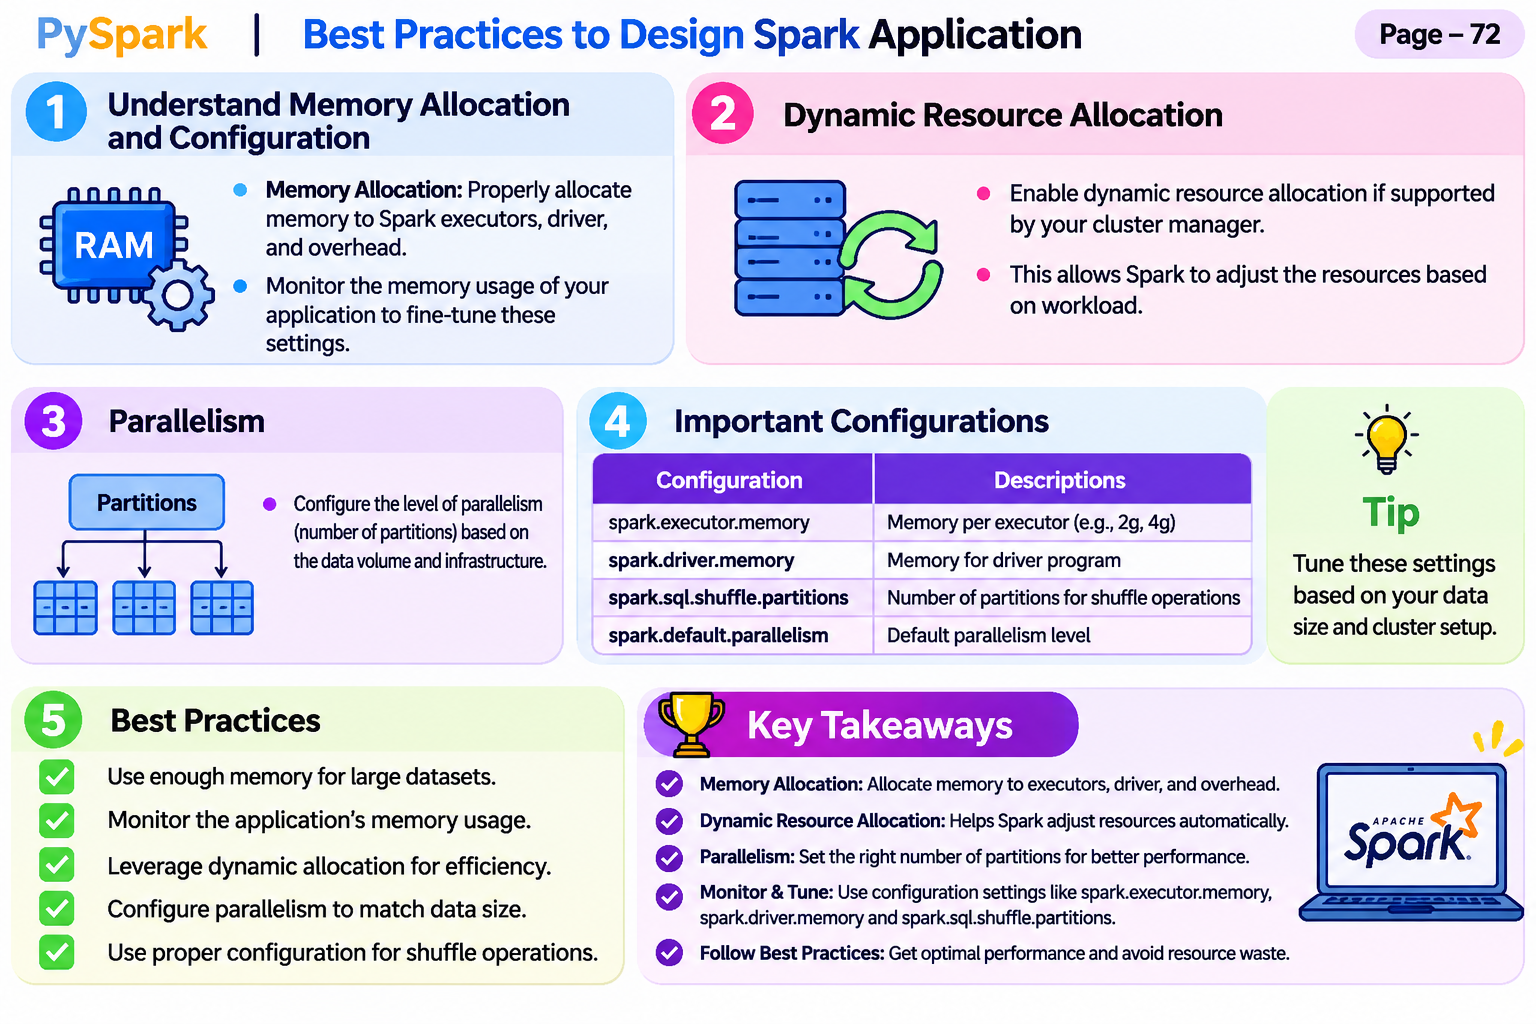 PySpark | Best Practices to Design Spark Application
Page – 72
1
Understand Memory Allocation
and Configuration
RAM
Memory Allocation: Properly allocate
memory to Spark executors, driver,
and overhead.
Monitor the memory usage of your
application to fine-tune these
settings.
2
Dynamic Resource Allocation
Enable dynamic resource allocation if supported
by your cluster manager.
This allows Spark to adjust the resources based
on workload.
3
Parallelism
Partitions
Configure the level of parallelism
(number of partitions) based on
the data volume and infrastructure.
4
Important Configurations
Configuration Descriptions
spark.executor.memory Memory per executor (e.g., 2g, 4g)
spark.driver.memory Memory for driver program
spark.sql.shuffle.partitions Number of partitions for shuffle operations
spark.default.parallelism Default parallelism level
Tip
Tune these settings
based on your data
size and cluster setup.
5
Best Practices
Use enough memory for large datasets.
Monitor the application's memory usage.
Leverage dynamic allocation for efficiency.
Configure parallelism to match data size.
Use proper configuration for shuffle operations.
Key Takeaways
Memory Allocation: Allocate memory to executors, driver, and overhead.
Dynamic Resource Allocation: Helps Spark adjust resources automatically.
Parallelism: Set the right number of partitions for better performance.
Monitor & Tune: Use configuration settings like spark.executor.memory,
spark.driver.memory and spark.sql.shuffle.partitions.
Follow Best Practices: Get optimal performance and avoid resource waste.
APACHE
Spark